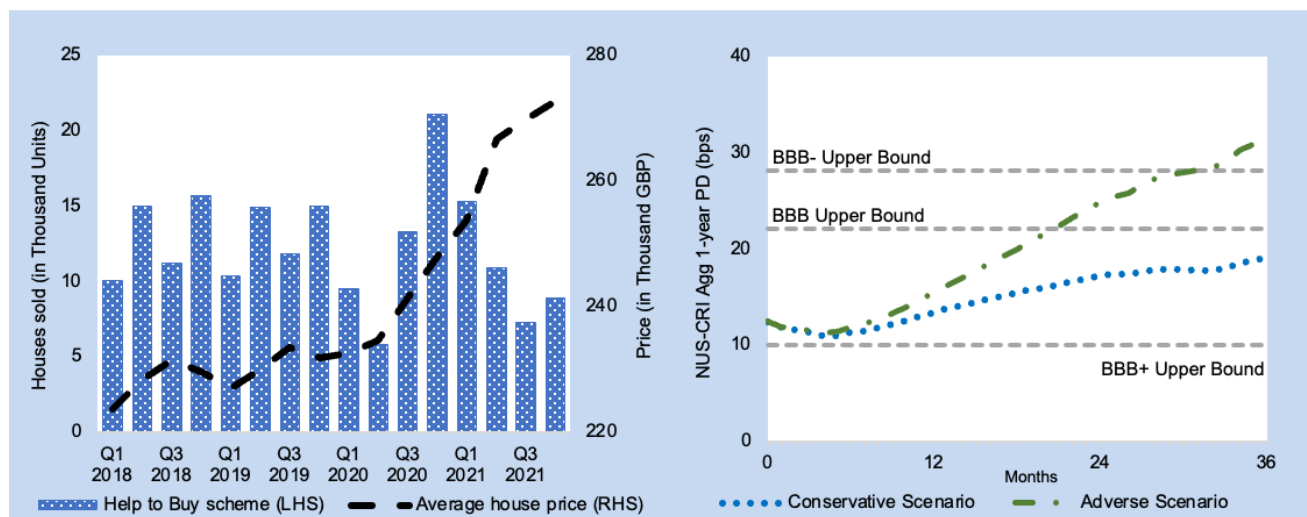 25
20
15
10
5
0
Houses sold (in Thousand Units)
280
260
240
220
Price (in Thousand GBP)
Q1 Q3 Q1 Q3 Q1 Q3 Q1 Q3
2018 2018 2019 2019 2020 2020 2021 2021
Help to Buy scheme (LHS) Average house price (RHS)
40
30
20
10
0
NUS-CRI Agg 1-year PD (bps)
BBB- Upper Bound
BBB Upper Bound
BBB+ Upper Bound
0 12 24 36
Months
Conservative Scenario Adverse Scenario